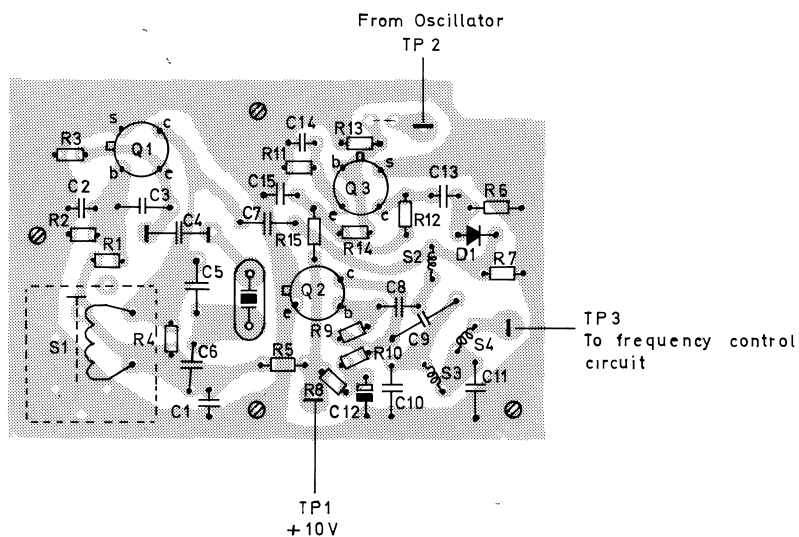 From Oscillator
TP 2
R3
s
c
Q1
b
e
C14
R13
R11
b
s
Q3
e
c
C13
C2
C3
C15
R6
R2
C4
C7
R15
R14
R12
D1
R1
S2
R7
C5
Q2
c
e
b
C8
TP3
To frequency control
circuit
S1
R4
C6
R9
C9
S4
R5
R10
R8
S3
C11
C1
C12
C10
TP1
+10V